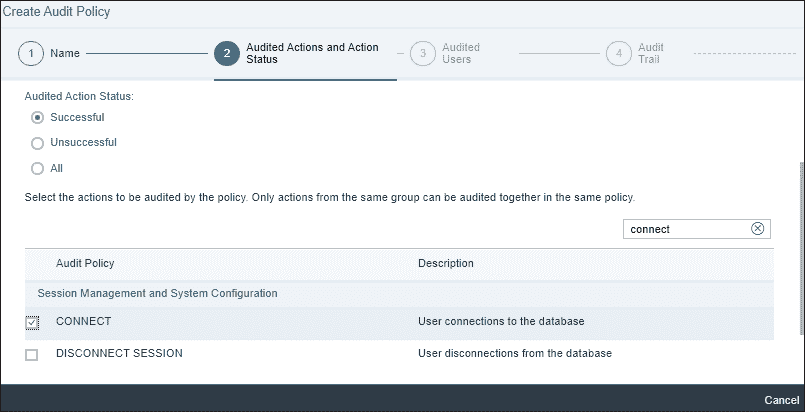 Create Audit Policy
1 Name 2 Audited Actions and Action Status 3 Audited Users 4 Audit Trail
Audited Action Status:
Successful
Unsuccessful
All
Select the actions to be audited by the policy. Only actions from the same group can be audited together in the same policy.
connect
Audit Policy Description
Session Management and System Configuration
CONNECT User connections to the database
DISCONNECT SESSION User disconnections from the database
Cancel